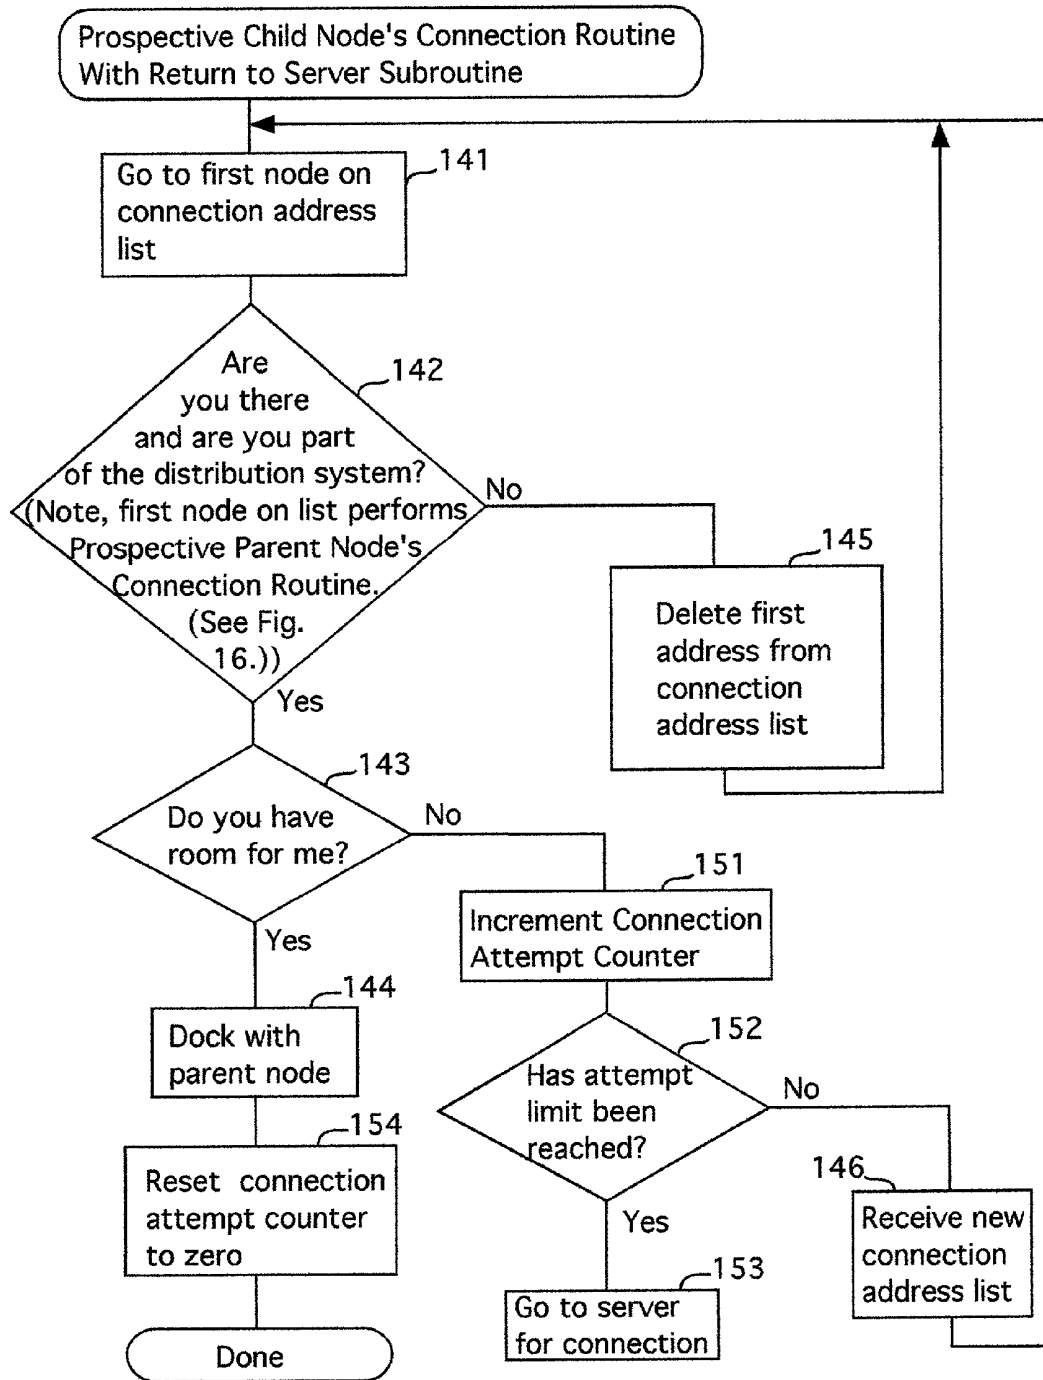 Prospective Child Node's Connection Routine
With Return to Server Subroutine
Go to first node on
connection address
list
141
Are
you there
and are you part
of the distribution system?
(Note, first node on list performs
Prospective Parent Node's
Connection Routine.
(See Fig.
16.))
142
No
Yes
145
Delete first
address from
connection
address list
143
Do you have
room for me?
No
Yes
151
Increment Connection
Attempt Counter
144
Dock with
parent node
152
Has attempt
limit been
reached?
No
Yes
154
Reset connection
attempt counter
to zero
146
Receive new
connection
address list
153
Go to server
for connection
Done